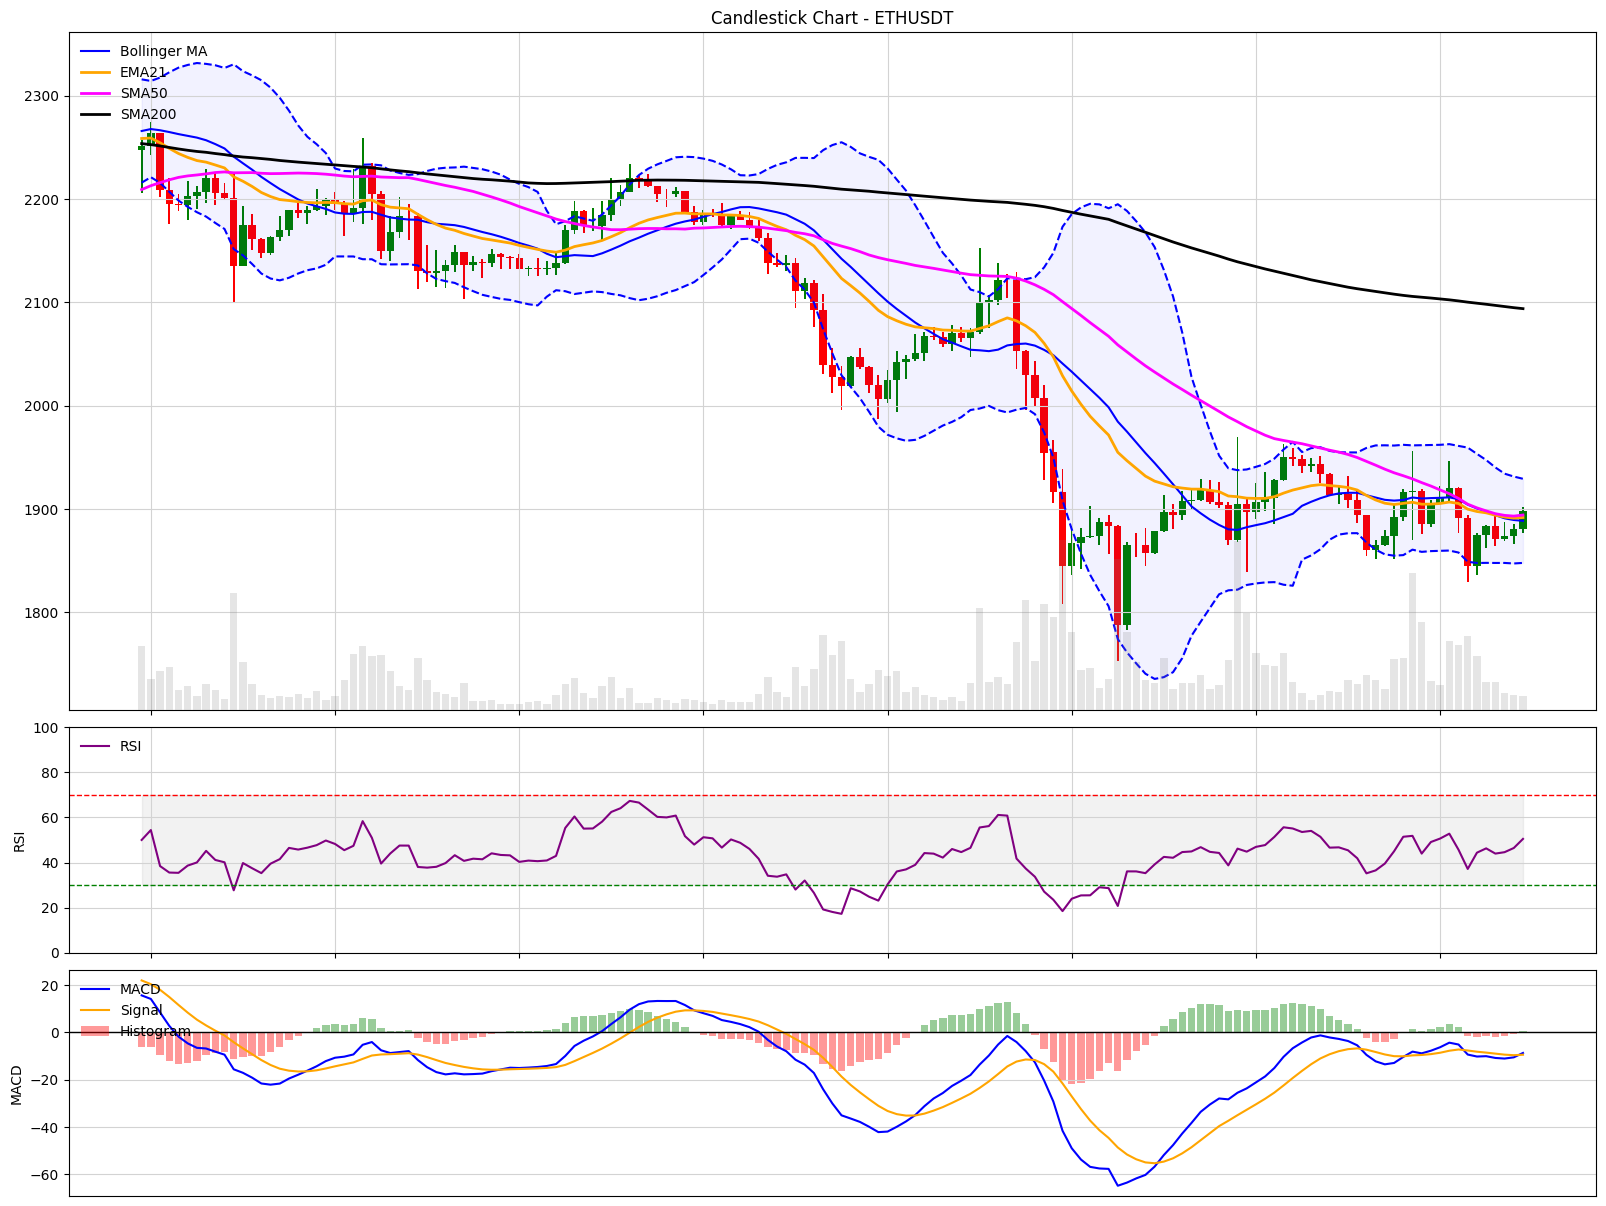 Candlestick Chart - ETHUSDT
Bollinger MA
EMA21
SMA50
SMA200
2300
2200
2100
2000
1900
1800
RSI
100
80
60
40
20
0
RSI
MACD
Signal
Histogram
20
0
−20
−40
−60
MACD